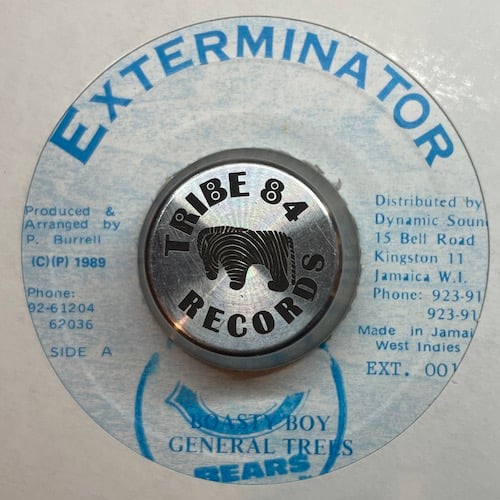 EXTERMINATOR
TRIBE 84
RECORDS
Produced &
Arranged by
P. Burrell
(C)(P) 1989
Phone:
92-61204
62036
SIDE A
Distributed by
Dynamic Soun
15 Bell Road
Kingston 11
Jamaica W.I.
Phone: 923-91
923-91
Made in Jamai
West Indies
EXT. 001
BOASTY BOY
GENERAL TREES
BEARS